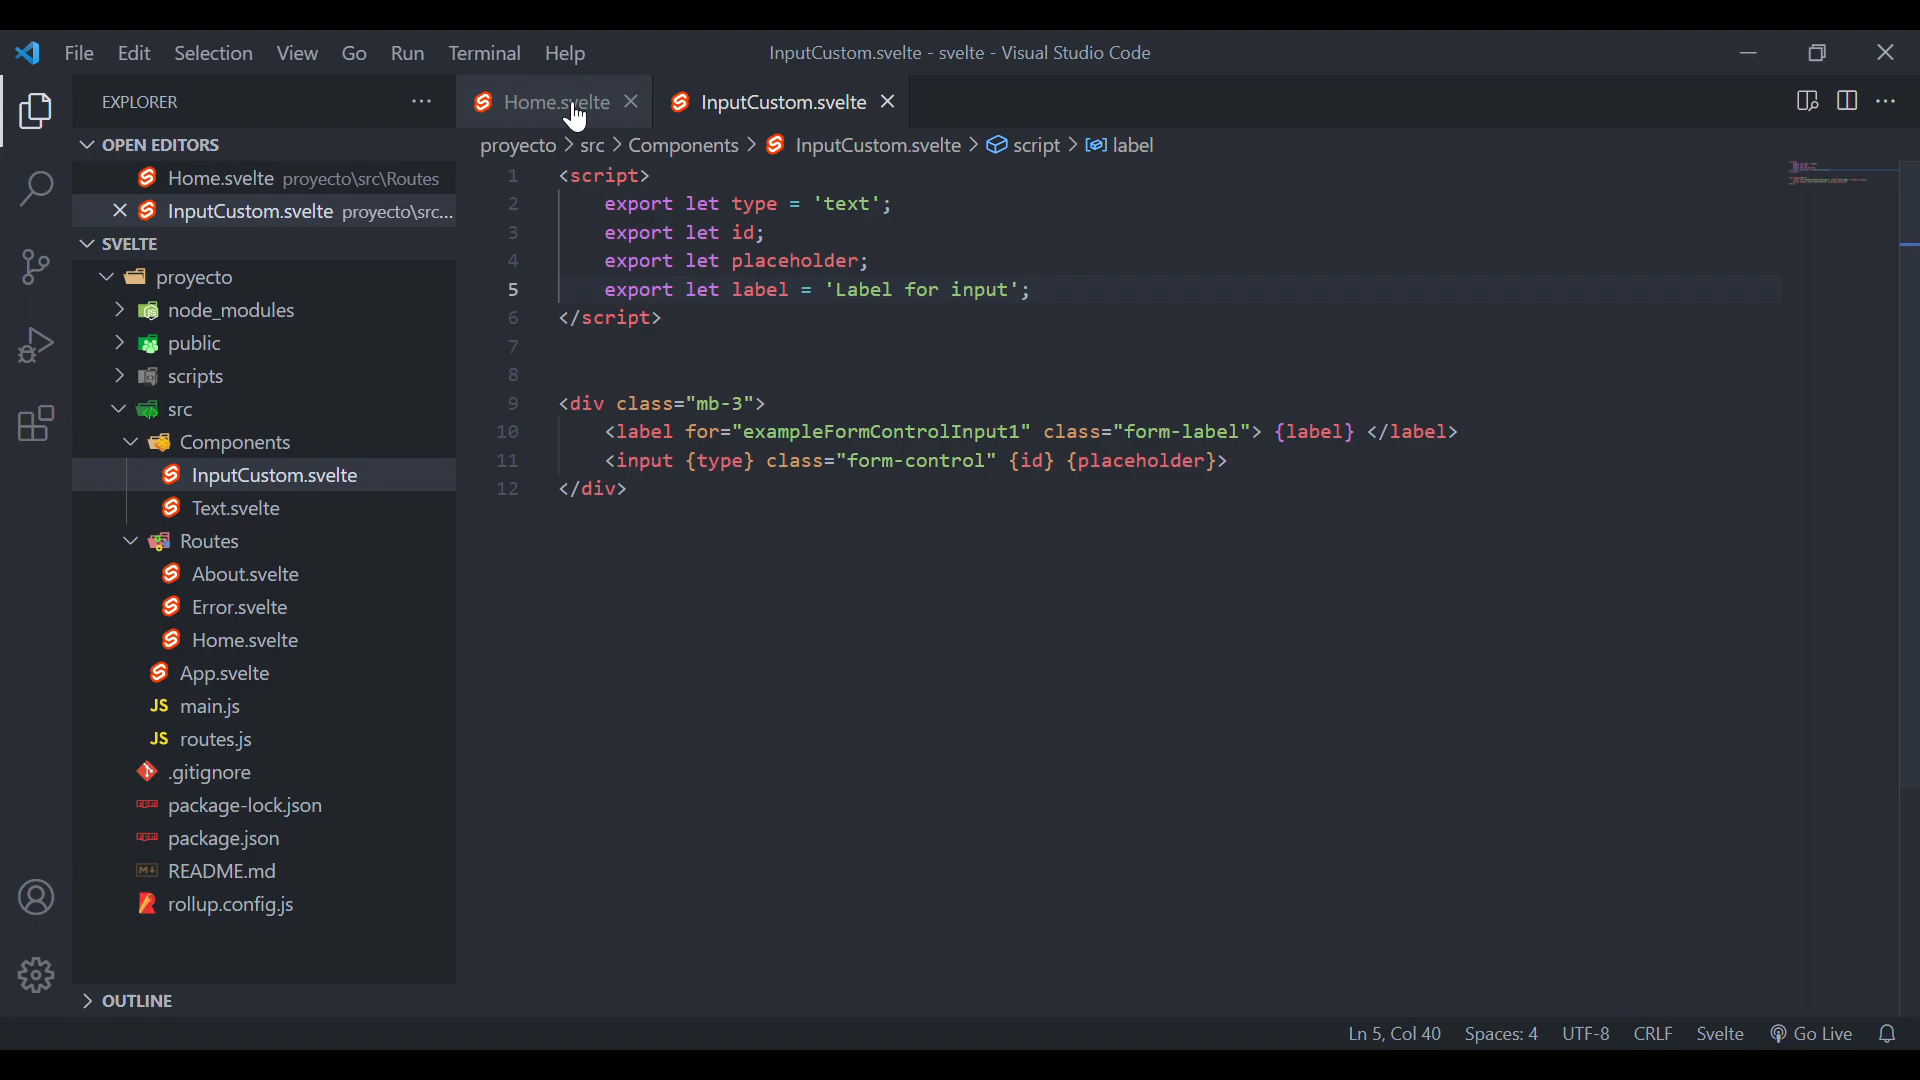 File Edit Selection View Go Run Terminal Help
InputCustom.svelte - svelte - Visual Studio Code
EXPLORER
Home.svelte
InputCustom.svelte
OPEN EDITORS
Home.svelte proyecto\src\Routes
InputCustom.svelte proyecto\src...
SVELTE
proyecto
node_modules
public
scripts
src
Components
InputCustom.svelte
Text.svelte
Routes
About.svelte
Error.svelte
Home.svelte
App.svelte
JS main.js
JS routes.js
.gitignore
package-lock.json
package.json
README.md
rollup.config.js
OUTLINE
proyecto > src > Components > InputCustom.svelte > script > label
1 <script>
2 export let type = 'text';
3 export let id;
4 export let placeholder;
5 export let label = 'Label for input';
6 </script>
7
8
9 <div class="mb-3">
10 <label for="exampleFormControlInput1" class="form-label"> {label} </label>
11 <input {type} class="form-control" {id} {placeholder}>
12 </div>
Ln 5, Col 40 Spaces: 4 UTF-8 CRLF Svelte Go Live